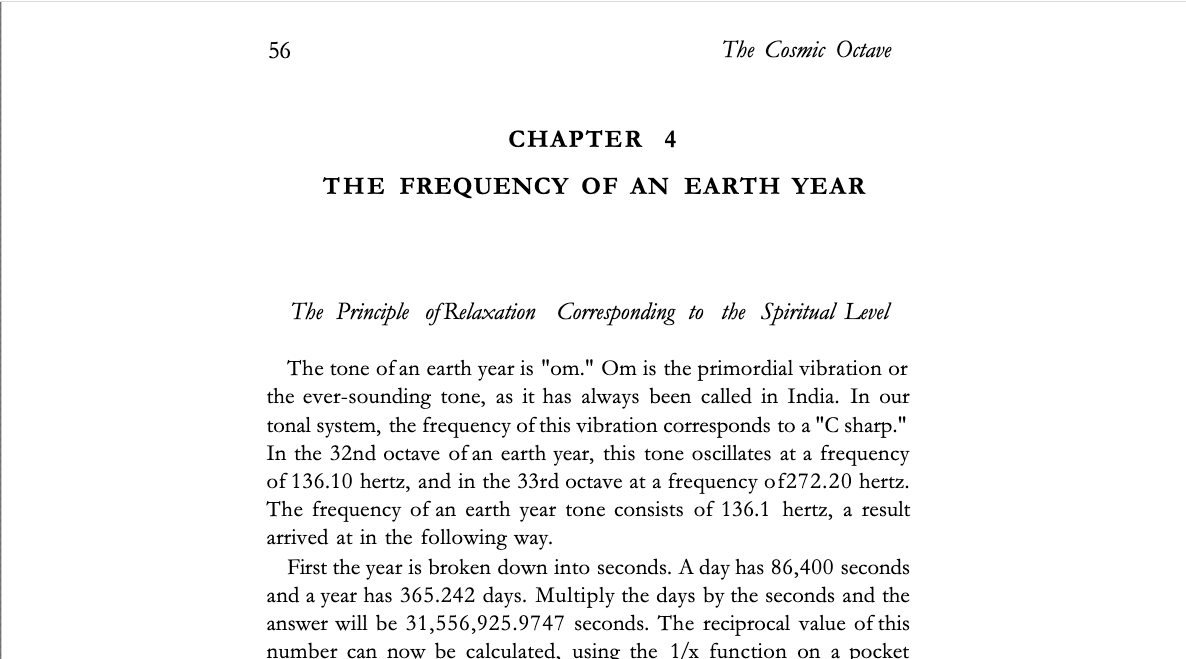 56 The Cosmic Octave
CHAPTER 4
THE FREQUENCY OF AN EARTH YEAR
The Principle of Relaxation Corresponding to the Spiritual Level
The tone of an earth year is "om." Om is the primordial vibration or
the ever-sounding tone, as it has always been called in India. In our
tonal system, the frequency of this vibration corresponds to a "C sharp."
In the 32nd octave of an earth year, this tone oscillates at a frequency
of 136.10 hertz, and in the 33rd octave at a frequency of 272.20 hertz.
The frequency of an earth year tone consists of 136.1 hertz, a result
arrived at in the following way.
First the year is broken down into seconds. A day has 86,400 seconds
and a year has 365.242 days. Multiply the days by the seconds and the
answer will be 31,556,925.9747 seconds. The reciprocal value of this
number can now be calculated, using the 1/x function on a pocket